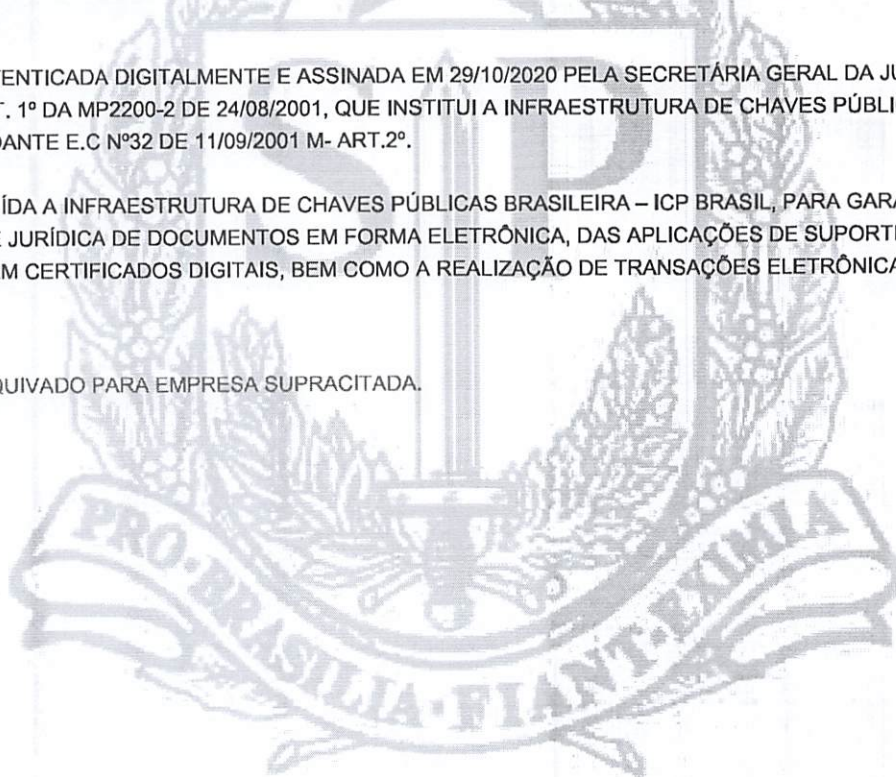 SP
ENTICADA DIGITALMENTE E ASSINADA EM 29/10/2020 PELA SECRETÁRIA GERAL DA JU
T. 1º DA MP2200-2 DE 24/08/2001, QUE INSTITUI A INFRAESTRUTURA DE CHAVES PÚBLI
DANTE E.C Nº32 DE 11/09/2001 M- ART.2º.
ÍDA A INFRAESTRUTURA DE CHAVES PÚBLICAS BRASILEIRA – ICP BRASIL, PARA GARA
E JURÍDICA DE DOCUMENTOS EM FORMA ELETRÔNICA, DAS APLICAÇÕES DE SUPORTE
M CERTIFICADOS DIGITAIS, BEM COMO A REALIZAÇÃO DE TRANSAÇÕES ELETRÔNICA
QUIVADO PARA EMPRESA SUPRACITADA.
PRO·BRASILIA·FIANT·EXIMIA